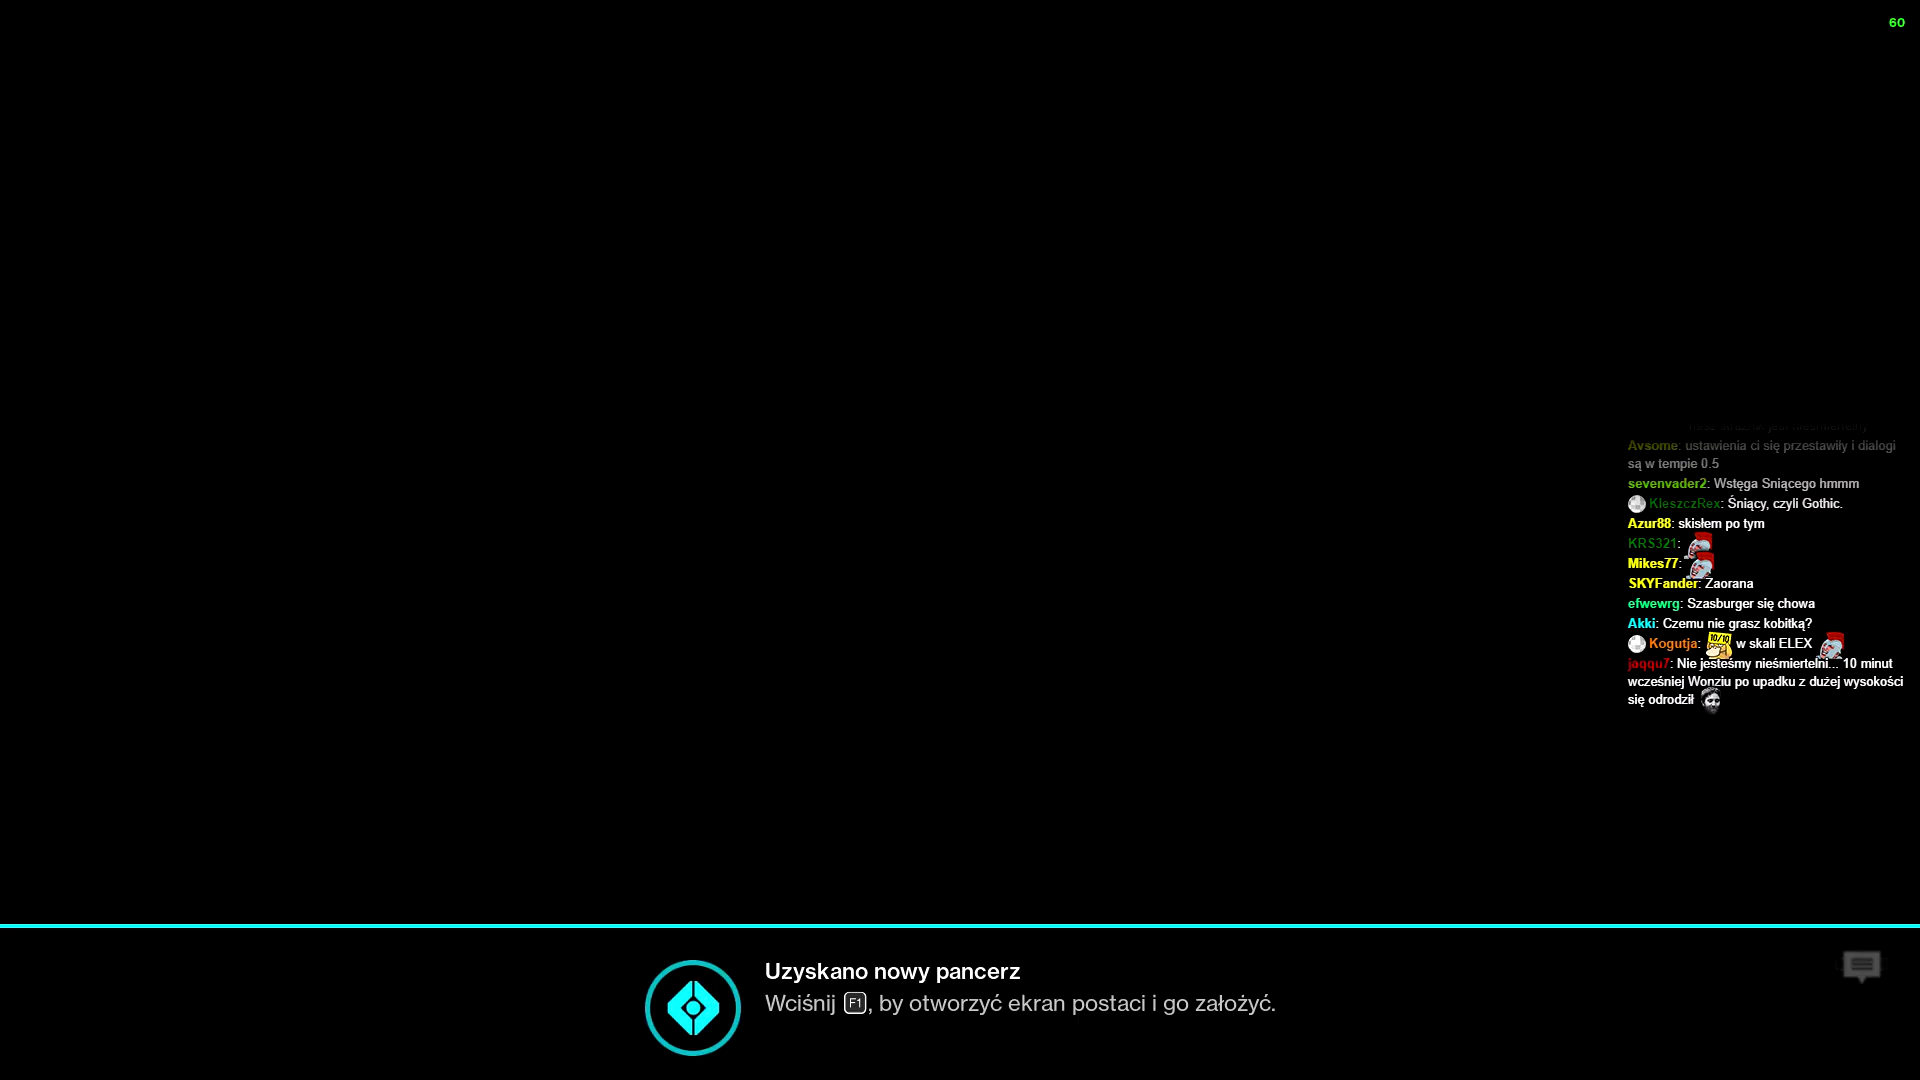 60
Avsome: ustawienia ci się przestawiły i dialogi
są w tempie 0.5
sevenvader2: Wstęga Sniącego hmmm
KleszczRex: Śniący, czyli Gothic.
Azur88: skisłem po tym
KRS321:
Mikes77:
SKYFander: Zaorana
efwewrg: Szasburger się chowa
Akki: Czemu nie grasz kobitką?
Kogutja: 10/10 w skali ELEX
jaqqu7: Nie jesteśmy nieśmiertelni... 10 minut
wcześniej Wonziu po upadku z dużej wysokości
się odrodził
Uzyskano nowy pancerz
Wciśnij F1, by otworzyć ekran postaci i go założyć.